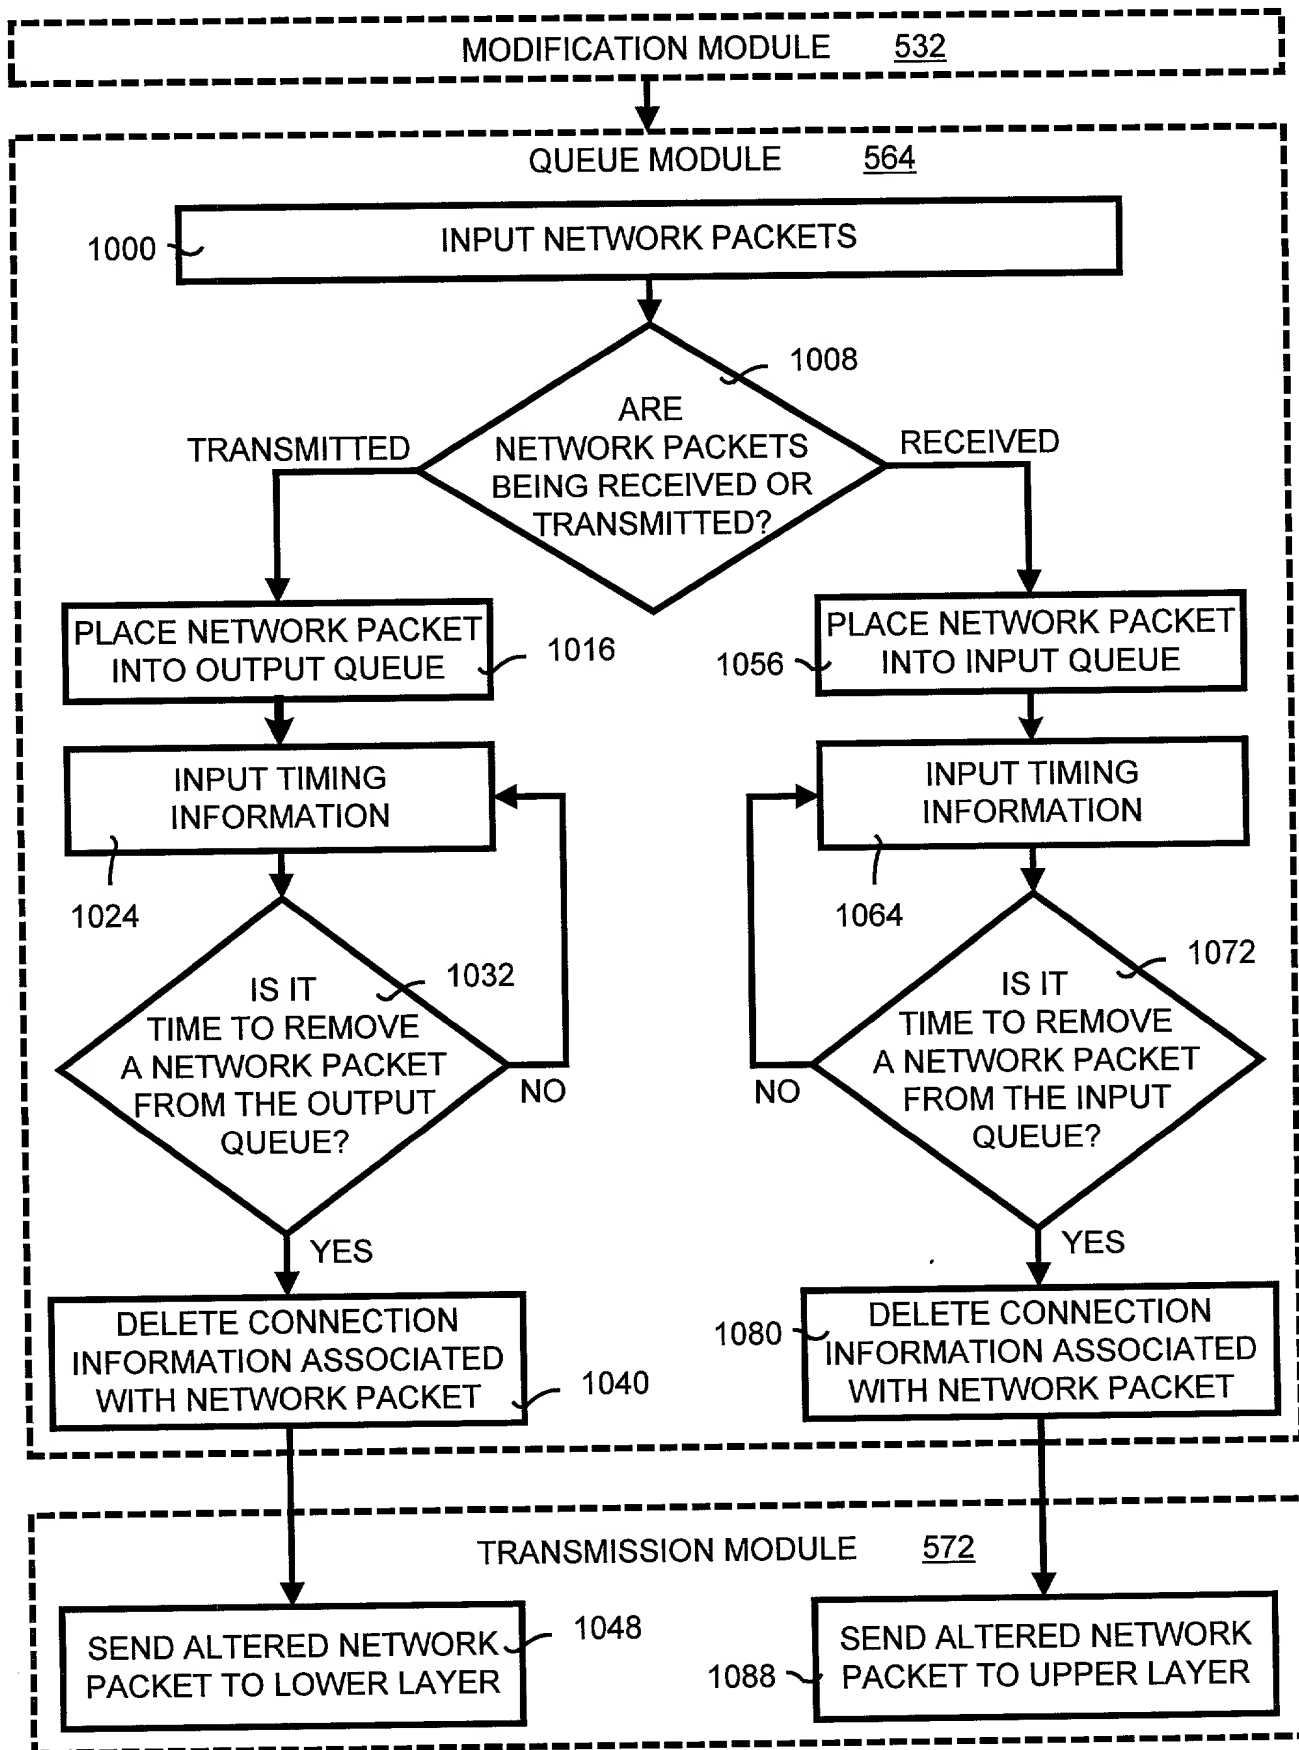 MODIFICATION MODULE 532
QUEUE MODULE 564
INPUT NETWORK PACKETS
1000
1008
ARE
NETWORK PACKETS
BEING RECEIVED OR
TRANSMITTED?
TRANSMITTED
RECEIVED
PLACE NETWORK PACKET
INTO OUTPUT QUEUE
1016
PLACE NETWORK PACKET
INTO INPUT QUEUE
1056
INPUT TIMING
INFORMATION
1024
INPUT TIMING
INFORMATION
1064
IS IT
TIME TO REMOVE
A NETWORK PACKET
FROM THE OUTPUT
QUEUE?
1032
NO
YES
IS IT
TIME TO REMOVE
A NETWORK PACKET
FROM THE INPUT
QUEUE?
1072
NO
YES
DELETE CONNECTION
INFORMATION ASSOCIATED
WITH NETWORK PACKET
1040
DELETE CONNECTION
INFORMATION ASSOCIATED
WITH NETWORK PACKET
1080
TRANSMISSION MODULE 572
SEND ALTERED NETWORK
PACKET TO LOWER LAYER
1048
SEND ALTERED NETWORK
PACKET TO UPPER LAYER
1088